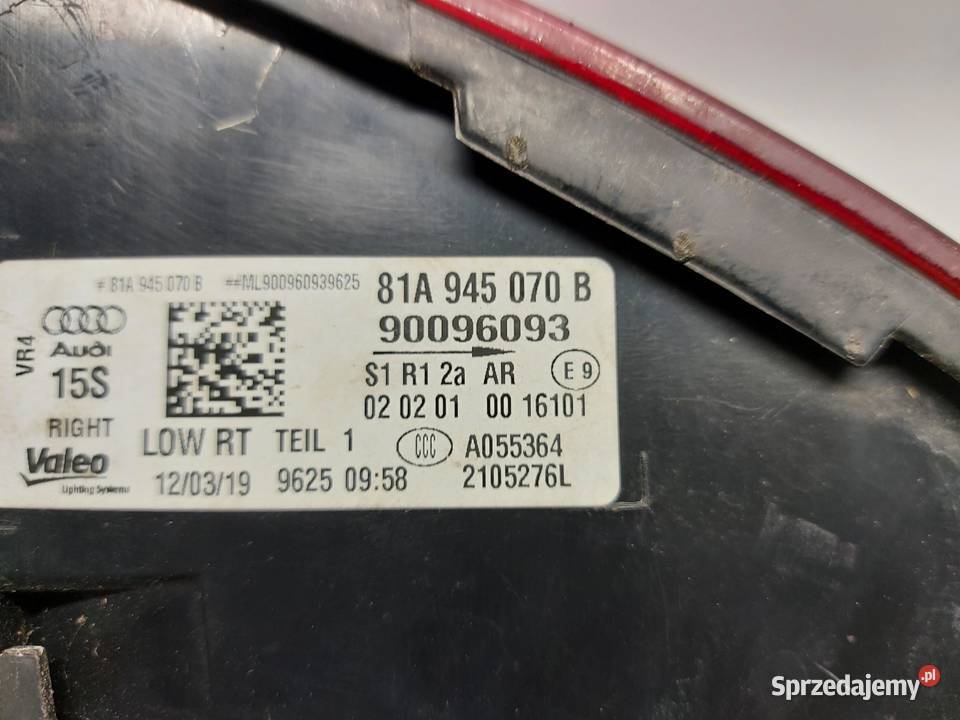 # 81A 945 070 B ##ML900960939625 81A 945 070 B
90096093
VR4
Audi
15S
RIGHT
Valeo
Lighting Systems
S1 R1 2a AR E 9
02 02 01 00 16101
LOW RT TEIL 1 CCC A055364
12/03/19 9625 09:58 2105276L
Sprzedajemy.pl